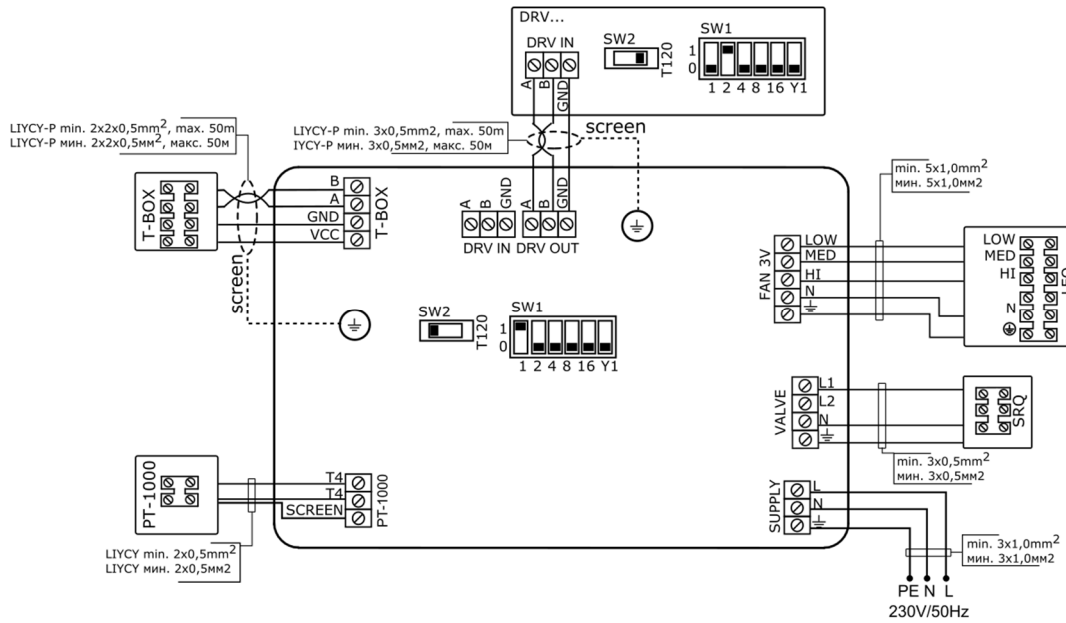 DRV...
DRV IN
A
B
GND
SW2
T120
SW1
1
0
1 2 4 8 16 Y1
LIYCY-P min. 2x2x0,5mm², max. 50m
LIYCY-P мин. 2x2x0,5мм², макс. 50м
LIYCY-P min. 3x0,5mm2, max. 50m
IYCY-P мин. 3x0,5мм2, макс. 50м
screen
T-BOX
B
A
GND
VCC
T-BOX
screen
A
B
GND
A
B
GND
DRV IN
DRV OUT
min. 5x1,0mm²
мин. 5x1,0мм2
FAN 3V
LOW
MED
HI
N
LOW
MED
HI
N
SW2
T120
SW1
1
0
1 2 4 8 16 Y1
VALVE
L1
L2
N
SRQ
min. 3x0,5mm²
мин. 3x0,5мм2
PT-1000
T4
T4
SCREEN
PT-1000
LIYCY min. 2x0,5mm²
LIYCY мин. 2x0,5мм2
SUPPLY
L
N
min. 3x1,0mm²
мин. 3x1,0мм2
PE N L
230V/50Hz